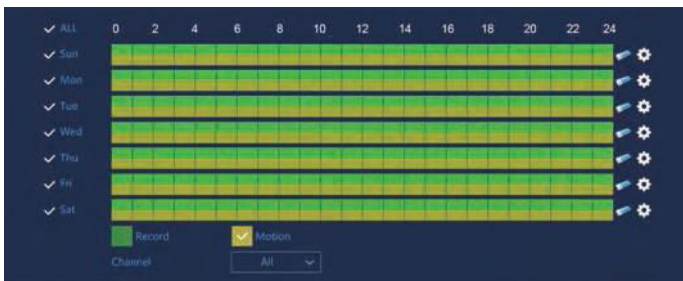 ALL 0 2 4 6 8 10 12 14 16 18 20 22 24
Sun
Mon
Tue
Wed
Thu
Fri
Sat
Record Motion
Channel All